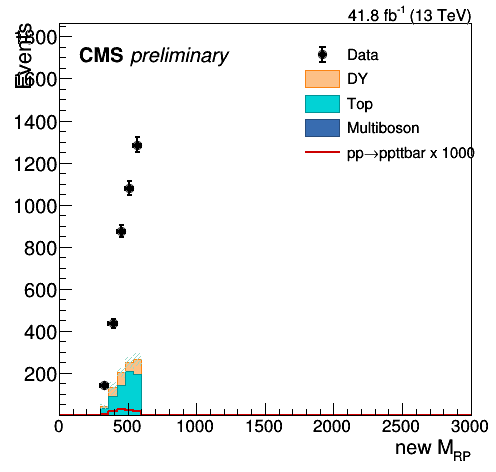 41.8 fb-1 (13 TeV)
Events
CMS preliminary
Data
DY
Top
Multiboson
pp→ppttbar x 1000
1800
1600
1400
1200
1000
800
600
400
200
0 500 1000 1500 2000 2500 3000
new MRP